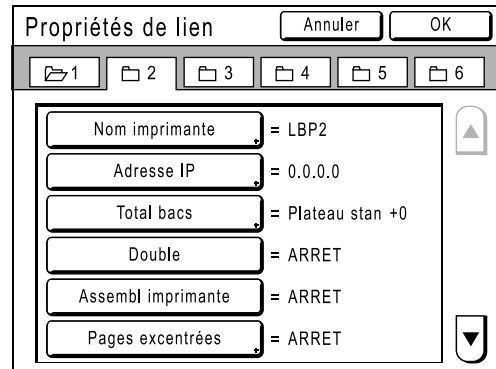 Propriétés de lien Annuler OK
1 2 3 4 5 6
Nom imprimante = LBP2
Adresse IP = 0.0.0.0
Total bacs = Plateau stan +0
Double = ARRET
Assembl imprimante = ARRET
Pages excentrées = ARRET